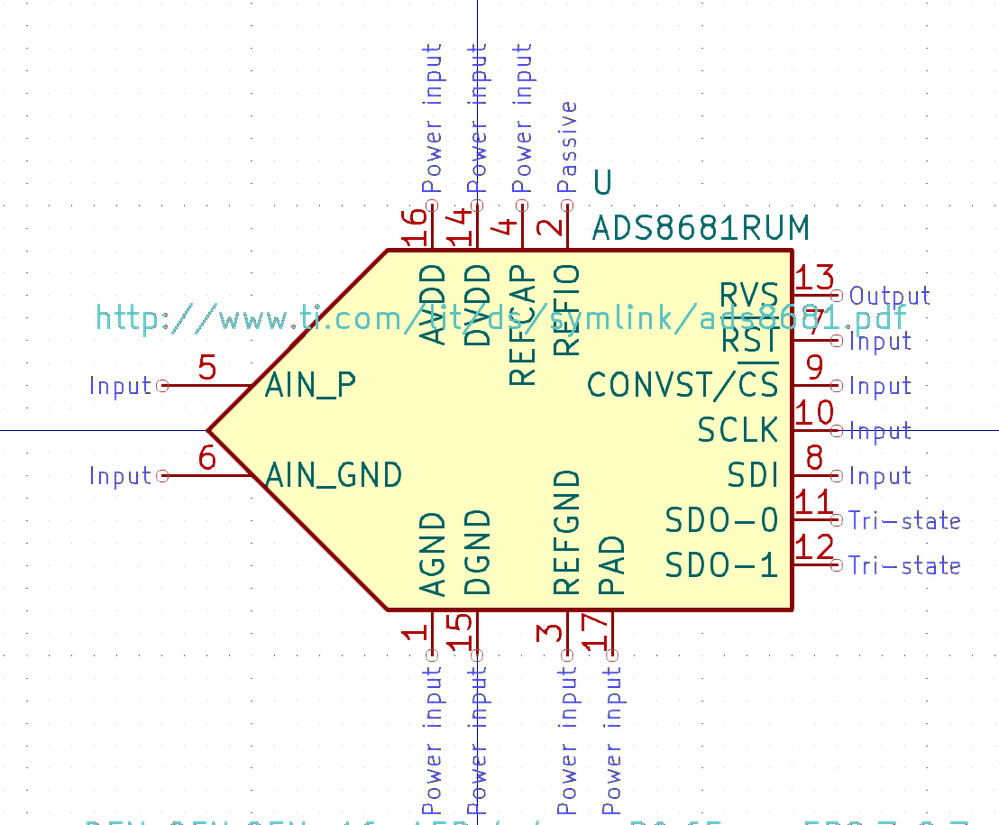 Power input
Power input
Power input
Passive
U
16
14
4
2
ADS8681RUM
AVDD
DVDD
REFCAP
REFIO
RVS 13 Output
http://www.ti.com/lit/ds/symlink/ads8681.pdf
RST 7 Input
Input 5 AIN_P
CONVST/CS 9 Input
SCLK 10 Input
Input 6 AIN_GND
SDI 8 Input
SDO-0 11 Tri-state
SDO-1 12 Tri-state
AGND
DGND
REFGND
PAD
1
15
3
17
Power input
Power input
Power input
Power input